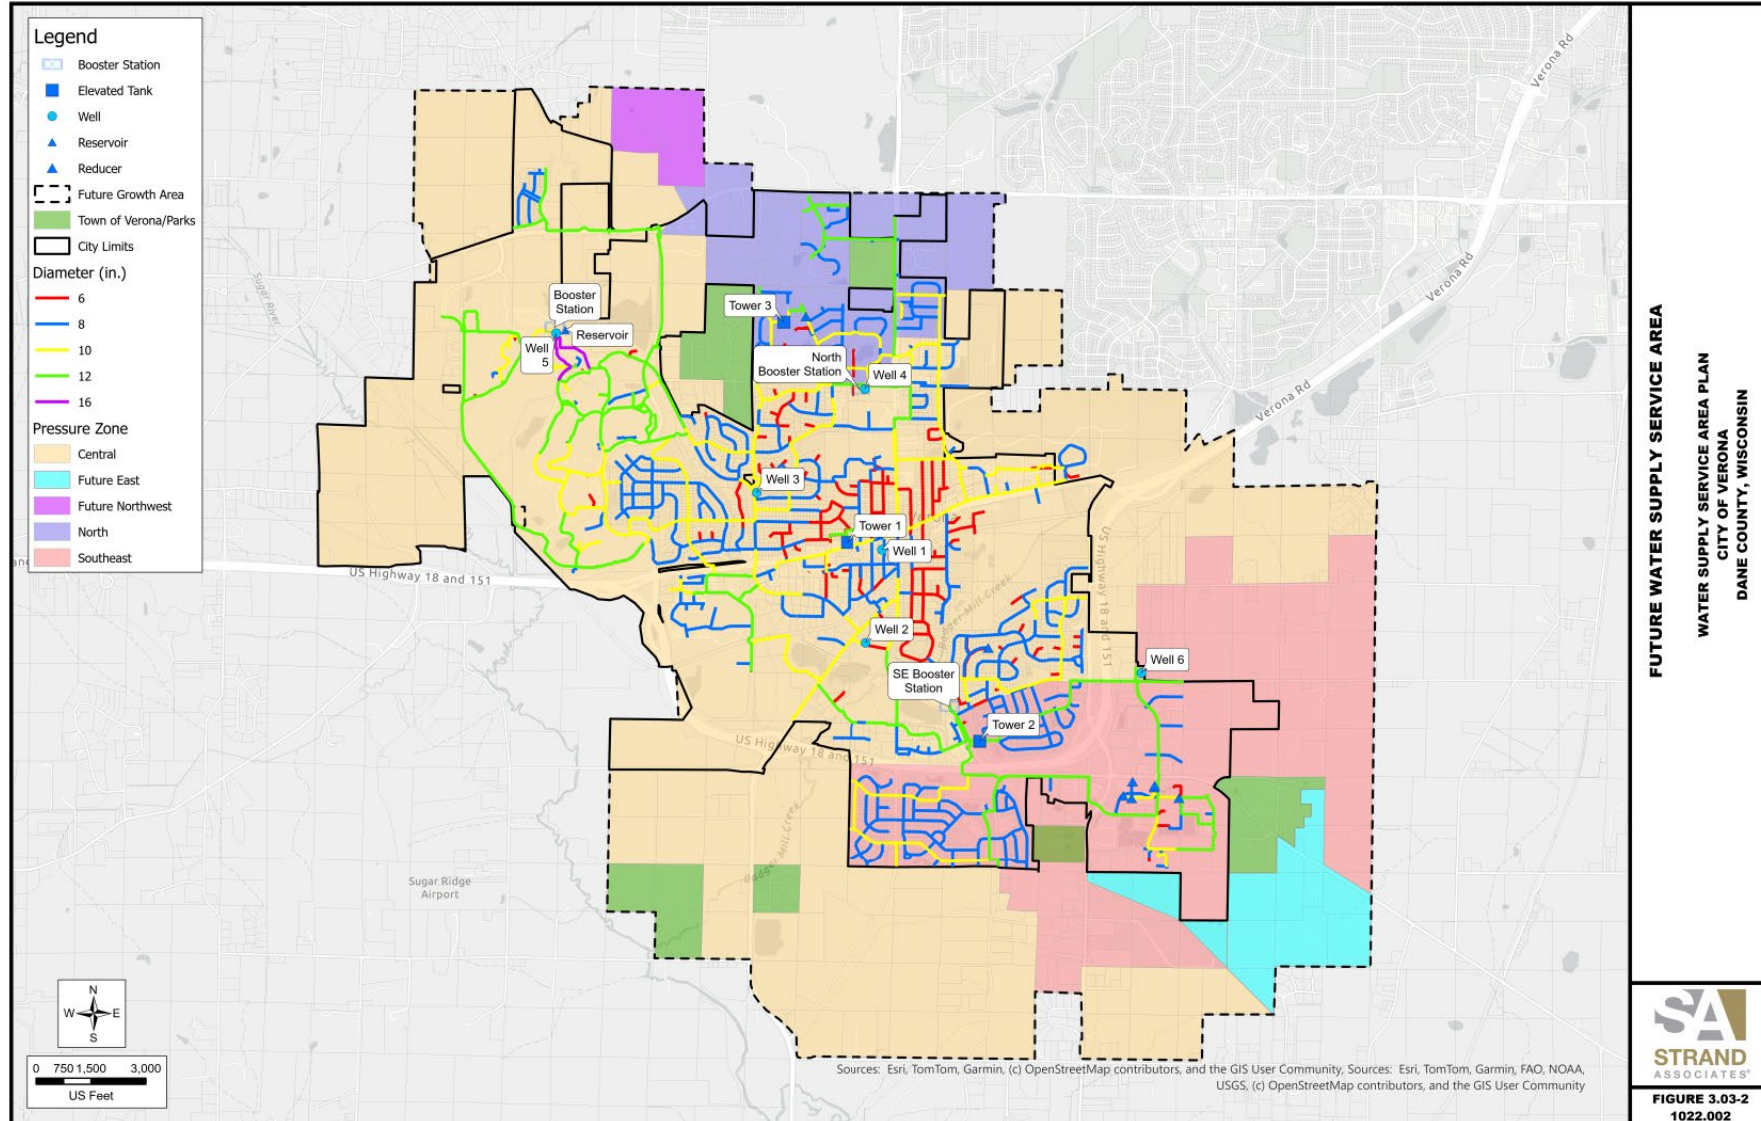 Legend
Booster Station
Elevated Tank
Well
Reservoir
Reducer
Future Growth Area
Town of Verona/Parks
City Limits
Diameter (in.)
6
8
10
12
16
Pressure Zone
Central
Future East
Future Northwest
North
Southeast
Verona Rd
Verona Rd
Verona Rd
Sugar River
Booster
Station
Reservoir
Well
5
Tower 3
North
Booster Station
Well 4
Well 3
Tower 1
Well 1
Well 2
Well 6
SE Booster
Station
Tower 2
US Highway 18 and 151
US Highway 18 and 151
US Highway 18 and 151
Badger Mill Creek
Badger Mill Creek
Sugar Ridge
Airport
N
W E
S
0 750 1,500 3,000
US Feet
Sources: Esri, TomTom, Garmin, (c) OpenStreetMap contributors, and the GIS User Community, Sources: Esri, TomTom, Garmin, FAO, NOAA,
USGS, (c) OpenStreetMap contributors, and the GIS User Community
FUTURE WATER SUPPLY SERVICE AREA
WATER SUPPLY SERVICE AREA PLAN
CITY OF VERONA
DANE COUNTY, WISCONSIN
SA
STRAND
ASSOCIATES®
FIGURE 3.03-2
1022.002